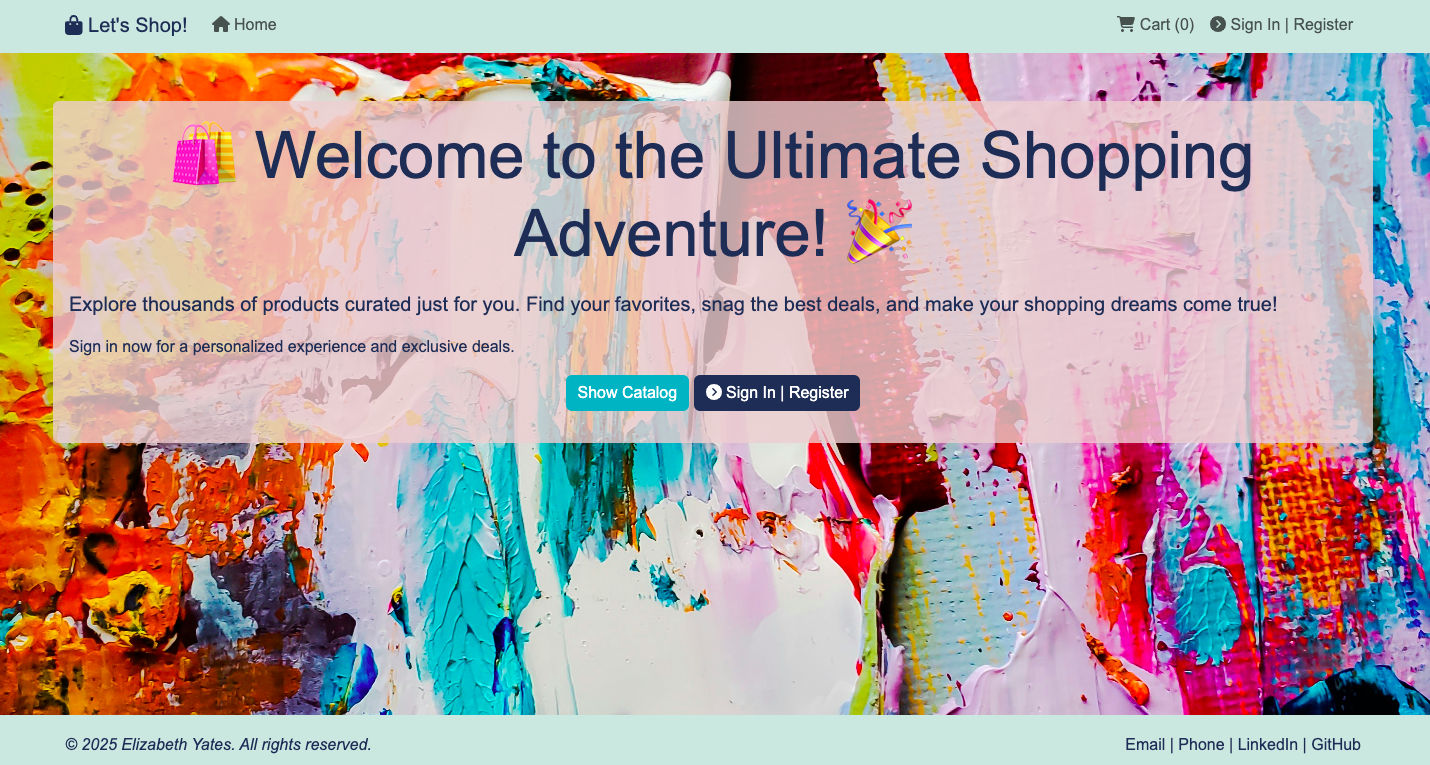 Let's Shop! Home Cart (0) Sign In | Register
Welcome to the Ultimate Shopping
Adventure!
Explore thousands of products curated just for you. Find your favorites, snag the best deals, and make your shopping dreams come true!
Sign in now for a personalized experience and exclusive deals.
Show Catalog Sign In | Register
© 2025 Elizabeth Yates. All rights reserved. Email | Phone | LinkedIn | GitHub